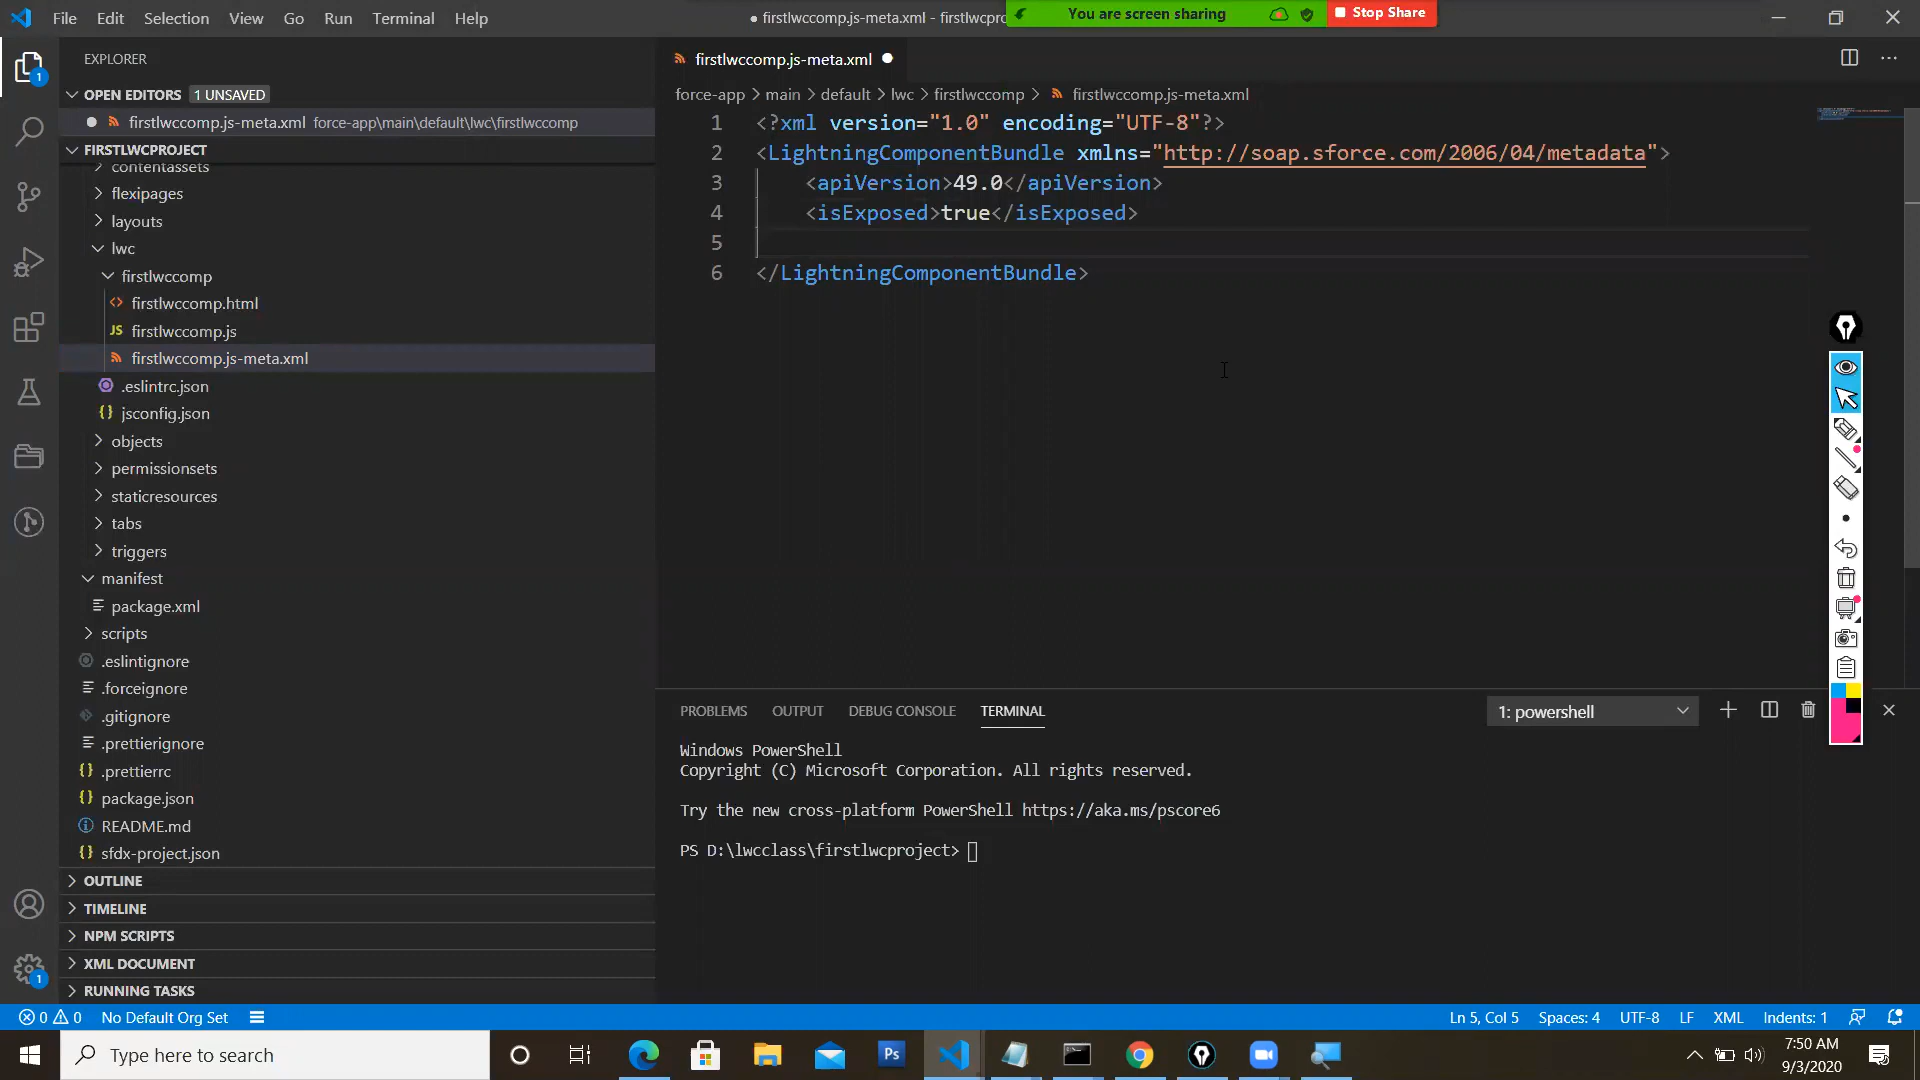 File Edit Selection View Go Run Terminal Help
● firstlwccomp.js-meta.xml - firstlwcpro
You are screen sharing
Stop Share
EXPLORER
OPEN EDITORS 1 UNSAVED
firstlwccomp.js-meta.xml force-app\main\default\lwc\firstlwccomp
FIRSTLWCPROJECT
contentassets
flexipages
layouts
lwc
firstlwccomp
firstlwccomp.html
JS firstlwccomp.js
firstlwccomp.js-meta.xml
.eslintrc.json
{} jsconfig.json
objects
permissionsets
staticresources
tabs
triggers
manifest
package.xml
scripts
.eslintignore
.forceignore
.gitignore
.prettierignore
{} .prettierrc
{} package.json
README.md
{} sfdx-project.json
OUTLINE
TIMELINE
NPM SCRIPTS
XML DOCUMENT
RUNNING TASKS
1
1
firstlwccomp.js-meta.xml
force-app > main > default > lwc > firstlwccomp > firstlwccomp.js-meta.xml
1 <?xml version="1.0" encoding="UTF-8"?>
2 <LightningComponentBundle xmlns="http://soap.sforce.com/2006/04/metadata">
3 <apiVersion>49.0</apiVersion>
4 <isExposed>true</isExposed>
5
6 </LightningComponentBundle>
PROBLEMS OUTPUT DEBUG CONSOLE TERMINAL
1: powershell
Windows PowerShell
Copyright (C) Microsoft Corporation. All rights reserved.
Try the new cross-platform PowerShell https://aka.ms/pscore6
PS D:\lwcclass\firstlwcproject>
0 0 No Default Org Set
Ln 5, Col 5 Spaces: 4 UTF-8 LF XML Indents: 1
Type here to search
Ps
7:50 AM
9/3/2020